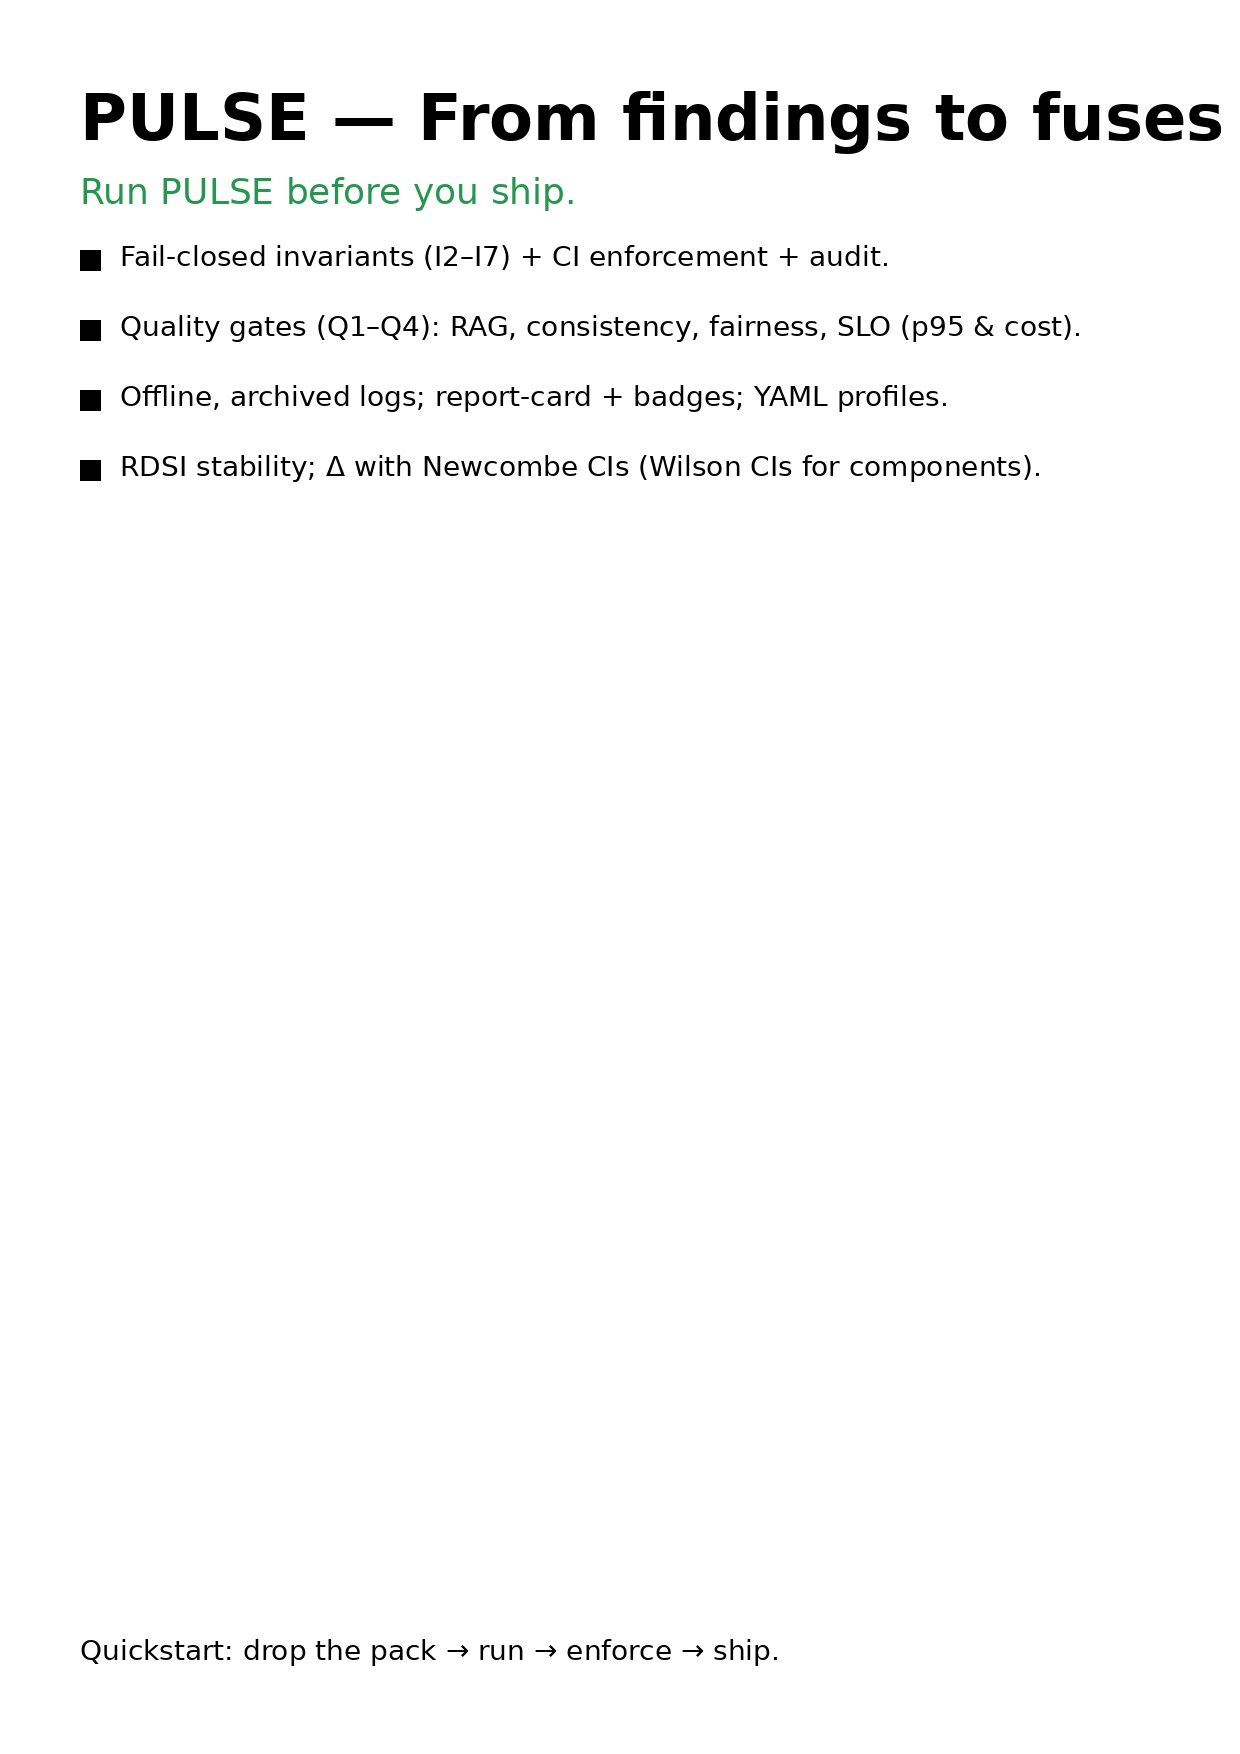 PULSE — From findings to fuses
Run PULSE before you ship.
■ Fail-closed invariants (I2–I7) + CI enforcement + audit.
■ Quality gates (Q1–Q4): RAG, consistency, fairness, SLO (p95 & cost).
■ Offline, archived logs; report-card + badges; YAML profiles.
■ RDSI stability; Δ with Newcombe CIs (Wilson CIs for components).
Quickstart: drop the pack → run → enforce → ship.